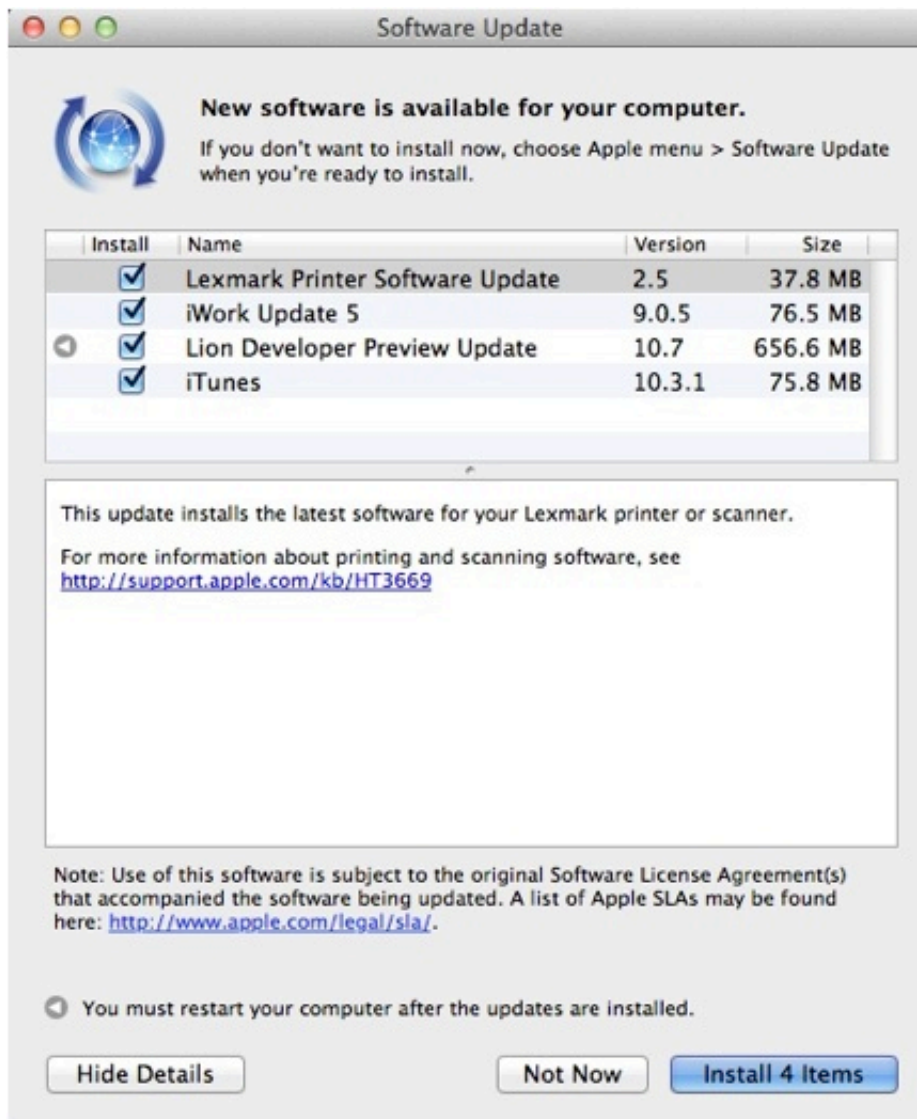 Software Update
New software is available for your computer.
If you don't want to install now, choose Apple menu > Software Update
when you're ready to install.
Install Name Version Size
Lexmark Printer Software Update 2.5 37.8 MB
iWork Update 5 9.0.5 76.5 MB
Lion Developer Preview Update 10.7 656.6 MB
iTunes 10.3.1 75.8 MB
This update installs the latest software for your Lexmark printer or scanner.
For more information about printing and scanning software, see
http://support.apple.com/kb/HT3669
Note: Use of this software is subject to the original Software License Agreement(s)
that accompanied the software being updated. A list of Apple SLAs may be found
here: http://www.apple.com/legal/sla/.
You must restart your computer after the updates are installed.
Hide Details Not Now Install 4 Items